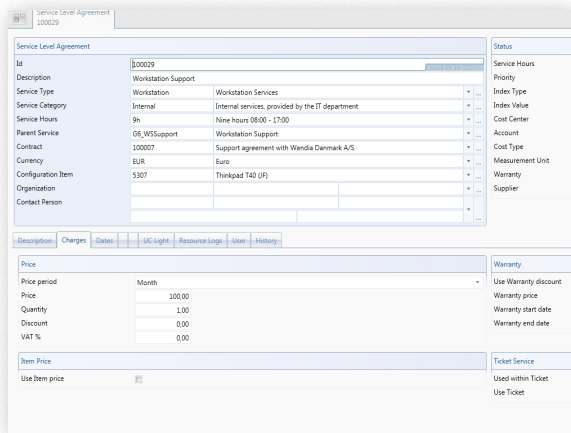 Service Level Agreement
100029
Service Level Agreement
Id 100029
Description Workstation Support
Service Type Workstation Workstation Services
Service Category Internal Internal services, provided by the IT department
Service Hours 9h Nine hours 08:00 - 17:00
Parent Service G6_WSSupport Workstation Support
Contract 100007 Support agreement with Wendia Danmark A/S
Currency EUR Euro
Configuration Item 5307 Thinkpad T40 (JF)
Organization
Contact Person
Status
Service Hours
Priority
Index Type
Index Value
Cost Center
Account
Cost Type
Measurement Unit
Warranty
Supplier
Description Charges Dates UC Light Resource Logs User History
Price
Price period Month
Price 100,00
Quantity 1,00
Discount 0,00
VAT % 0,00
Warranty
Use Warranty discount
Warranty price
Warranty start date
Warranty end date
Item Price
Use Item price
Ticket Service
Used within Ticket
Use Ticket